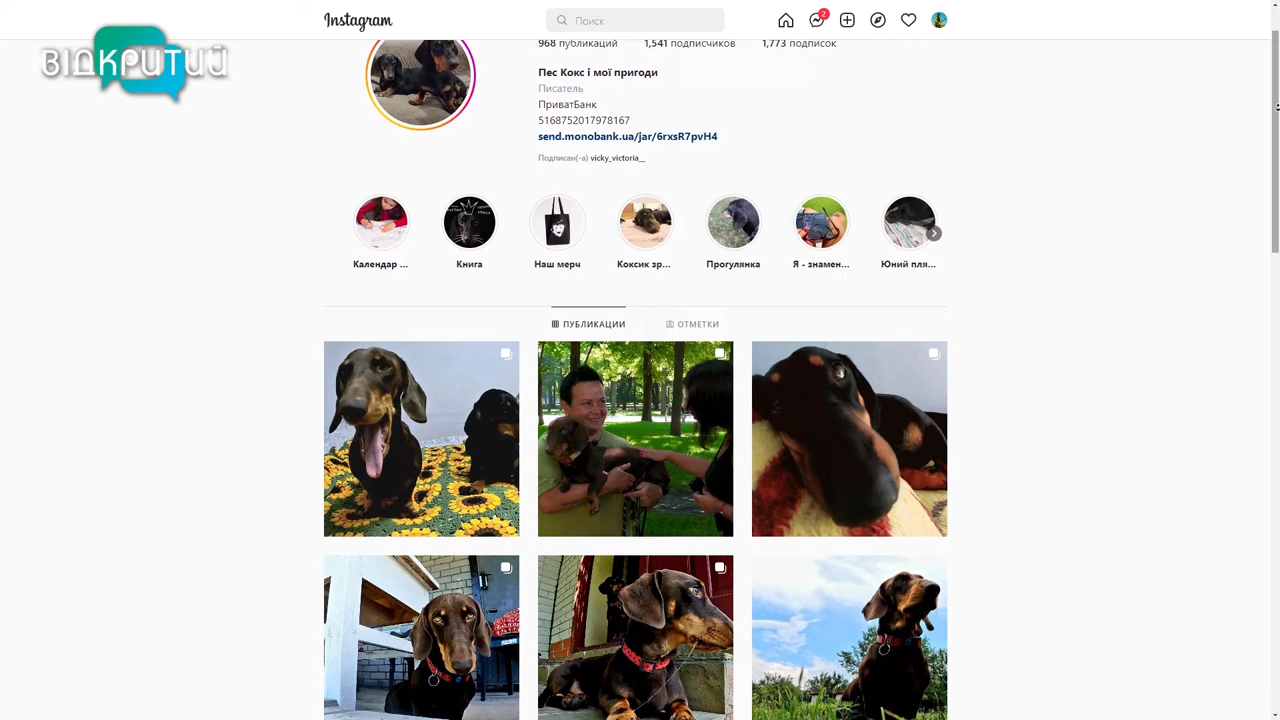 Instagram
Поиск
2
ВІДКРИТИЙ
968 публикаций 1,541 подписчиков 1,773 подписок
Пес Кокс і мої пригоди
Писатель
ПриватБанк
5168752017978167
send.monobank.ua/jar/6rxsR7pvH4
Подписан(-а) vicky_victoria__
Календар ... Книга Наш мерч Коксик зр... Прогулянка Я - знамен... Юний пля...
ПУБЛИКАЦИИ ОТМЕТКИ